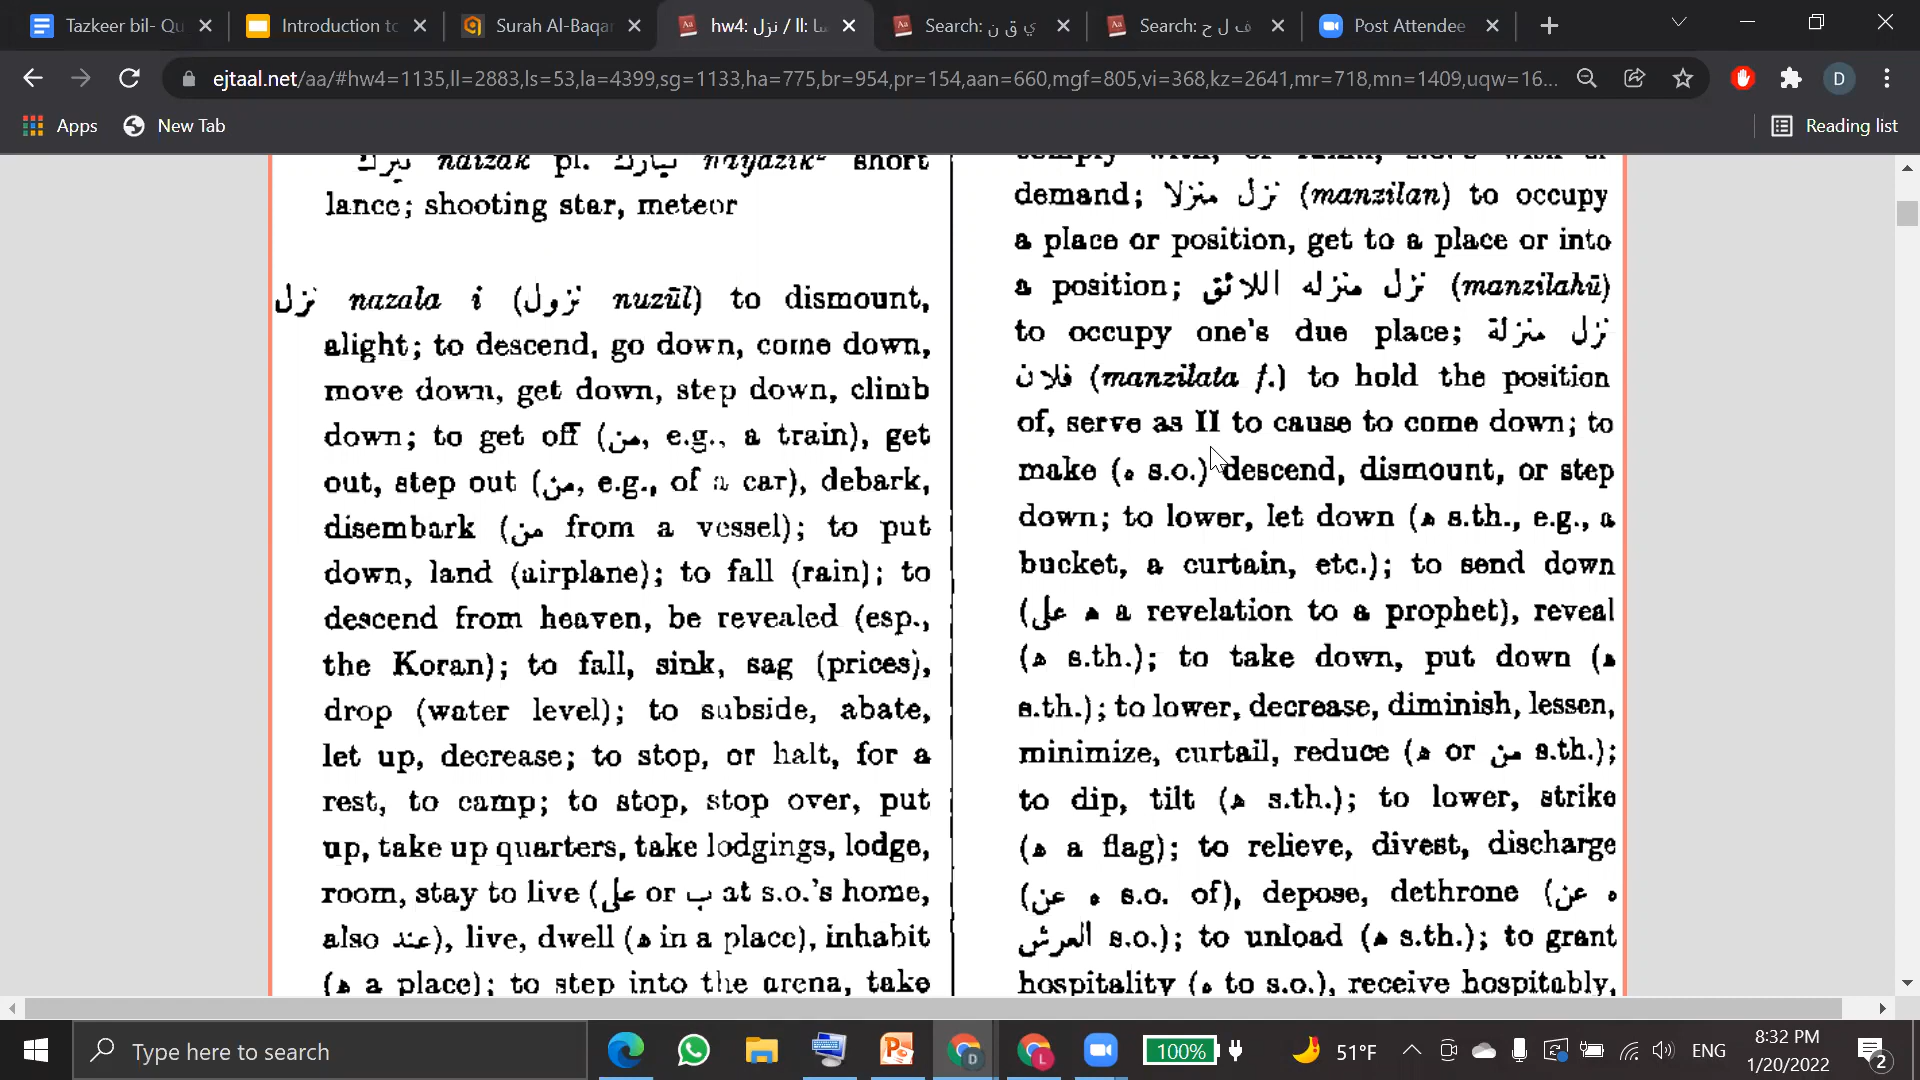 Tazkeer bil- Qu
Introduction to
Surah Al-Baqar
hw4: نزل / ll: نسا
Search: ي ق ن
Search: ف ل ح
Post Attendee
ejtaal.net/aa/#hw4=1135,ll=2883,ls=53,la=4399,sg=1133,ha=775,br=954,pr=154,aan=660,mgf=805,vi=368,kz=2641,mr=718,mn=1409,uqw=16...
D
Apps
New Tab
Reading list
نيزك naizak pl. نيازك nayāzik² short
lance; shooting star, meteor
نزل nazala i (نزول nuzūl) to dismount,
alight; to descend, go down, come down,
move down, get down, step down, climb
down; to get off (من, e.g., a train), get
out, step out (من, e.g., of a car), debark,
disembark (من from a vessel); to put
down, land (airplane); to fall (rain); to
descend from heaven, be revealed (esp.,
the Koran); to fall, sink, sag (prices),
drop (water level); to subside, abate,
let up, decrease; to stop, or halt, for a
rest, to camp; to stop, stop over, put
up, take up quarters, take lodgings, lodge,
room, stay to live (على or ب at s.o.'s home,
also عند), live, dwell (ه in a place), inhabit
(ه a place); to step into the arena, take
demand; نزل منزلا (manzilan) to occupy
a place or position, get to a place or into
a position; نزل منزله اللائق (manzilahū)
to occupy one's due place; نزل منزلة
فلان (manzilata f.) to hold the position
of, serve as II to cause to come down; to
make (ه s.o.) descend, dismount, or step
down; to lower, let down (ه s.th., e.g., a
bucket, a curtain, etc.); to send down
(على ه a revelation to a prophet), reveal
(ه s.th.); to take down, put down (ه
s.th.); to lower, decrease, diminish, lessen,
minimize, curtail, reduce (ه or من s.th.);
to dip, tilt (ه s.th.); to lower, strike
(ه a flag); to relieve, divest, discharge
(عن ه s.o. of), depose, dethrone (عن ه
العرش s.o.); to unload (ه s.th.); to grant
hospitality (ه to s.o.), receive hospitably,
Type here to search
D
L
100%
51°F
ENG
8:32 PM
1/20/2022
2